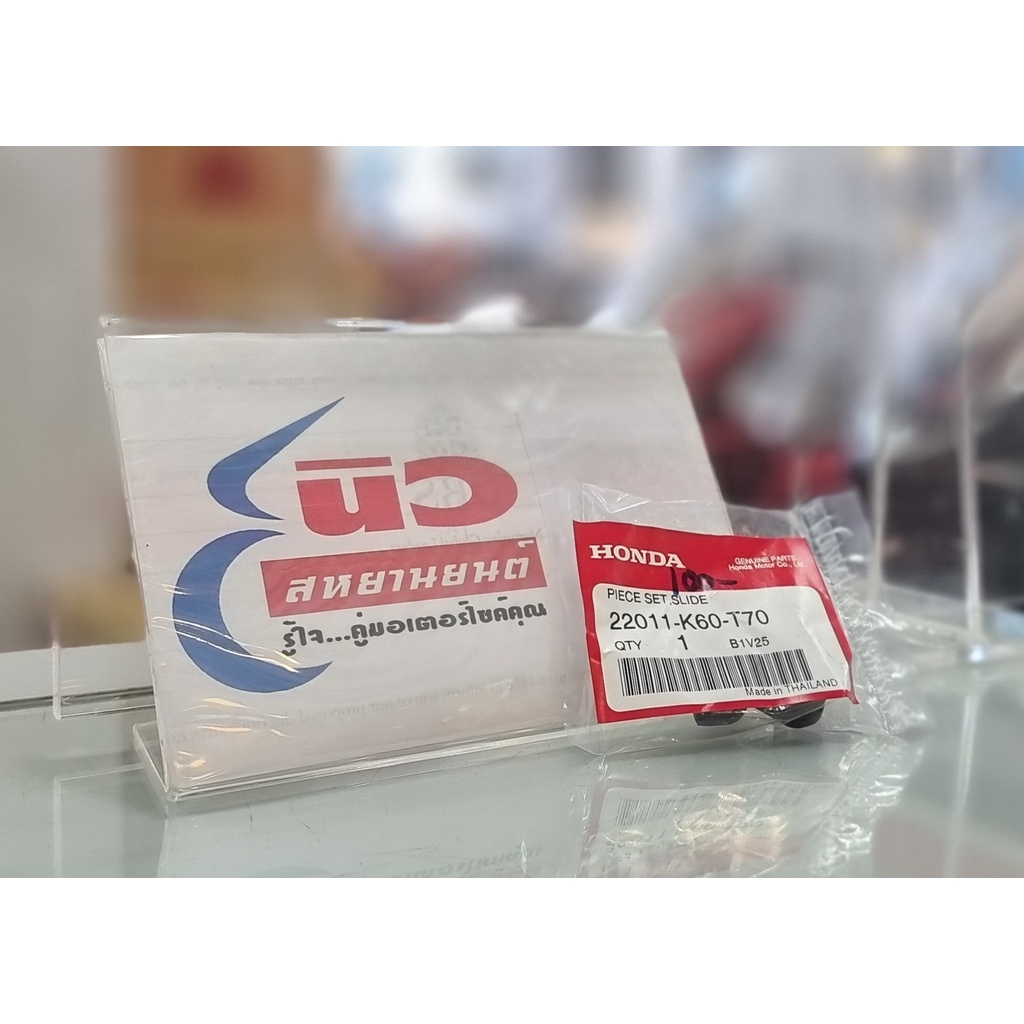 นิว
สหยานยนต์
รู้ใจ...คู่มอเตอร์ไซค์คุณ
HONDA
GENUINE PARTS
Honda Motor Co., Ltd.
PIECE SET,SLIDE
22011-K60-T70
QTY 1 B1V25
Made in THAILAND